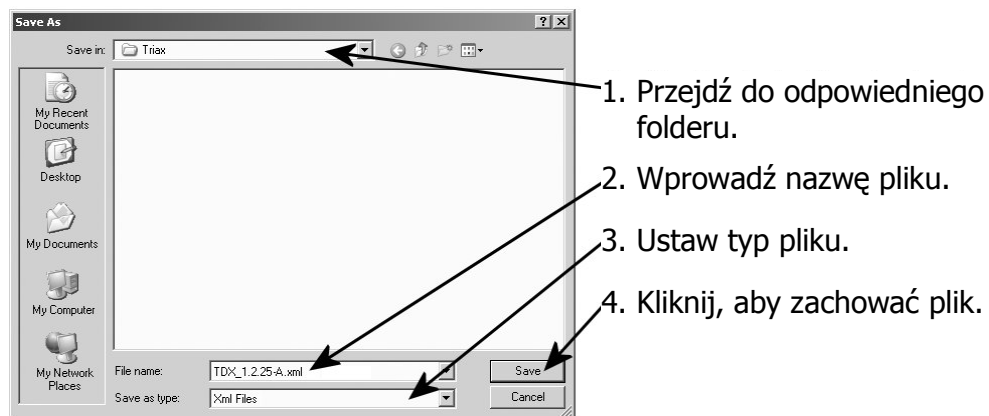 Save As
Save in:
Triax
My Recent
Documents
Desktop
My Documents
My Computer
My Network
Places
File name:
TDX_1.2.25-A.xml
Save
Save as type:
Xml Files
Cancel
1. Przejdź do odpowiedniego
folderu.
2. Wprowadź nazwę pliku.
3. Ustaw typ pliku.
4. Kliknij, aby zachować plik.